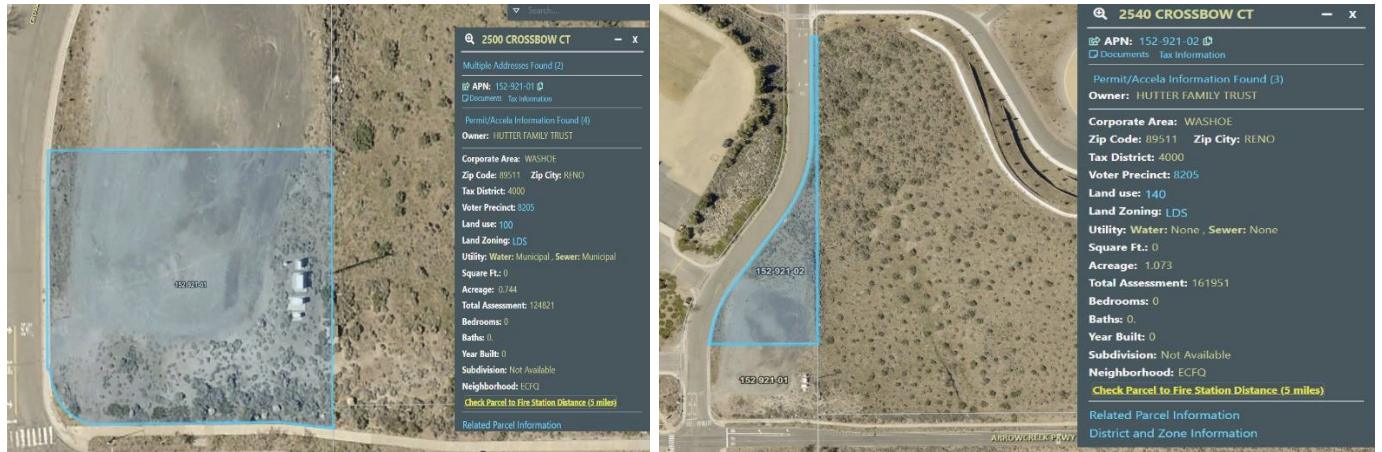 CROSSBOW
Search...
2500 CROSSBOW CT — x
Multiple Addresses Found (2)
APN: 152-921-01
Documents Tax Information
Permit/Accela Information Found (4)
Owner: HUTTER FAMILY TRUST
Corporate Area: WASHOE
Zip Code: 89511 Zip City: RENO
Tax District: 4000
Voter Precinct: 8205
Land use: 100
Land Zoning: LDS
Utility: Water: Municipal , Sewer: Municipal
Square Ft.: 0
Acreage: 0.744
Total Assessment: 124821
Bedrooms: 0
Baths: 0.
Year Built: 0
Subdivision: Not Available
Neighborhood: ECFQ
Check Parcel to Fire Station Distance (5 miles)
Related Parcel Information
152-921-01
2540 CROSSBOW CT — x
APN: 152-921-02
Documents Tax Information
Permit/Accela Information Found (3)
Owner: HUTTER FAMILY TRUST
Corporate Area: WASHOE
Zip Code: 89511 Zip City: RENO
Tax District: 4000
Voter Precinct: 8205
Land use: 140
Land Zoning: LDS
Utility: Water: None , Sewer: None
Square Ft.: 0
Acreage: 1.073
Total Assessment: 161951
Bedrooms: 0
Baths: 0.
Year Built: 0
Subdivision: Not Available
Neighborhood: ECFQ
Check Parcel to Fire Station Distance (5 miles)
Related Parcel Information
District and Zone Information
152-921-02
152-921-01
ARROWCREEK PKWY